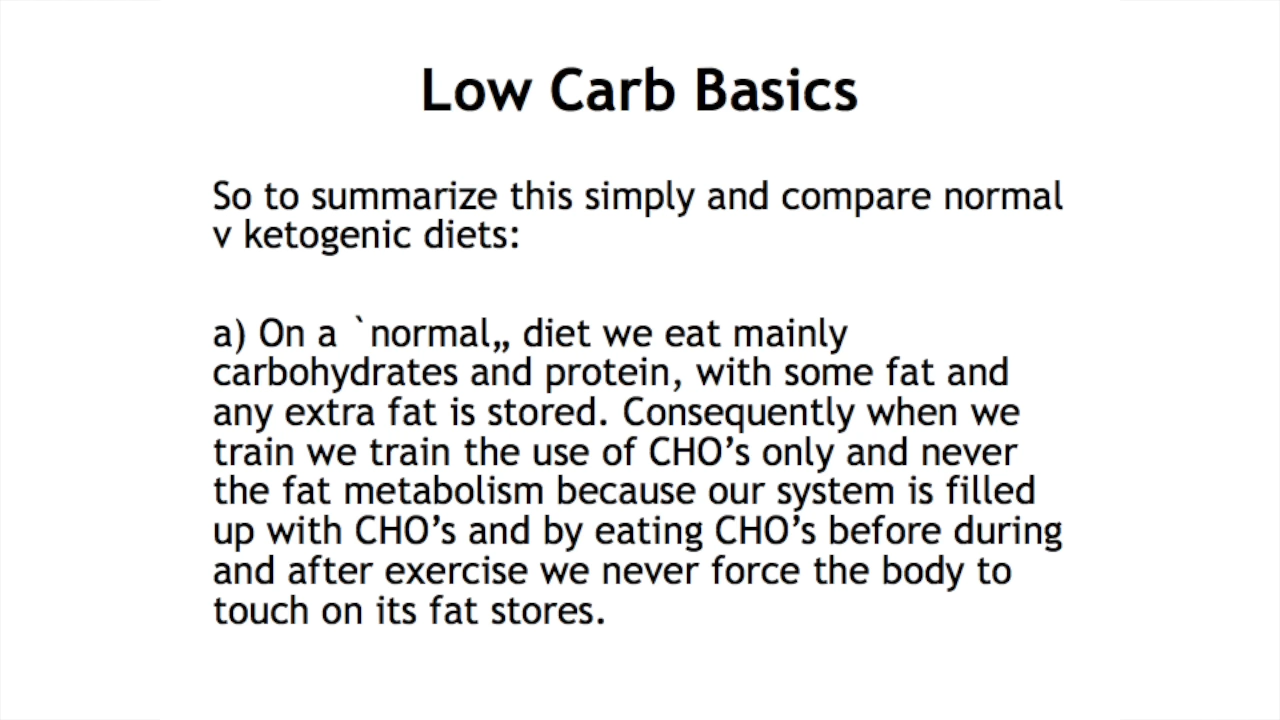 Low Carb Basics
So to summarize this simply and compare normal
v ketogenic diets:
a) On a `normal„ diet we eat mainly
carbohydrates and protein, with some fat and
any extra fat is stored. Consequently when we
train we train the use of CHO’s only and never
the fat metabolism because our system is filled
up with CHO’s and by eating CHO’s before during
and after exercise we never force the body to
touch on its fat stores.